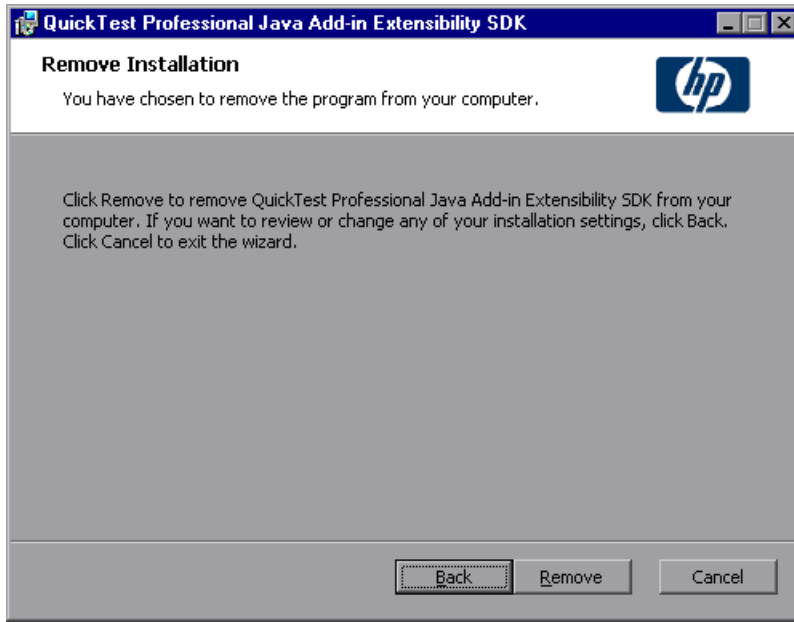 QuickTest Professional Java Add-in Extensibility SDK
Remove Installation
You have chosen to remove the program from your computer.
hp
Click Remove to remove QuickTest Professional Java Add-in Extensibility SDK from your
computer. If you want to review or change any of your installation settings, click Back.
Click Cancel to exit the wizard.
Back Remove Cancel